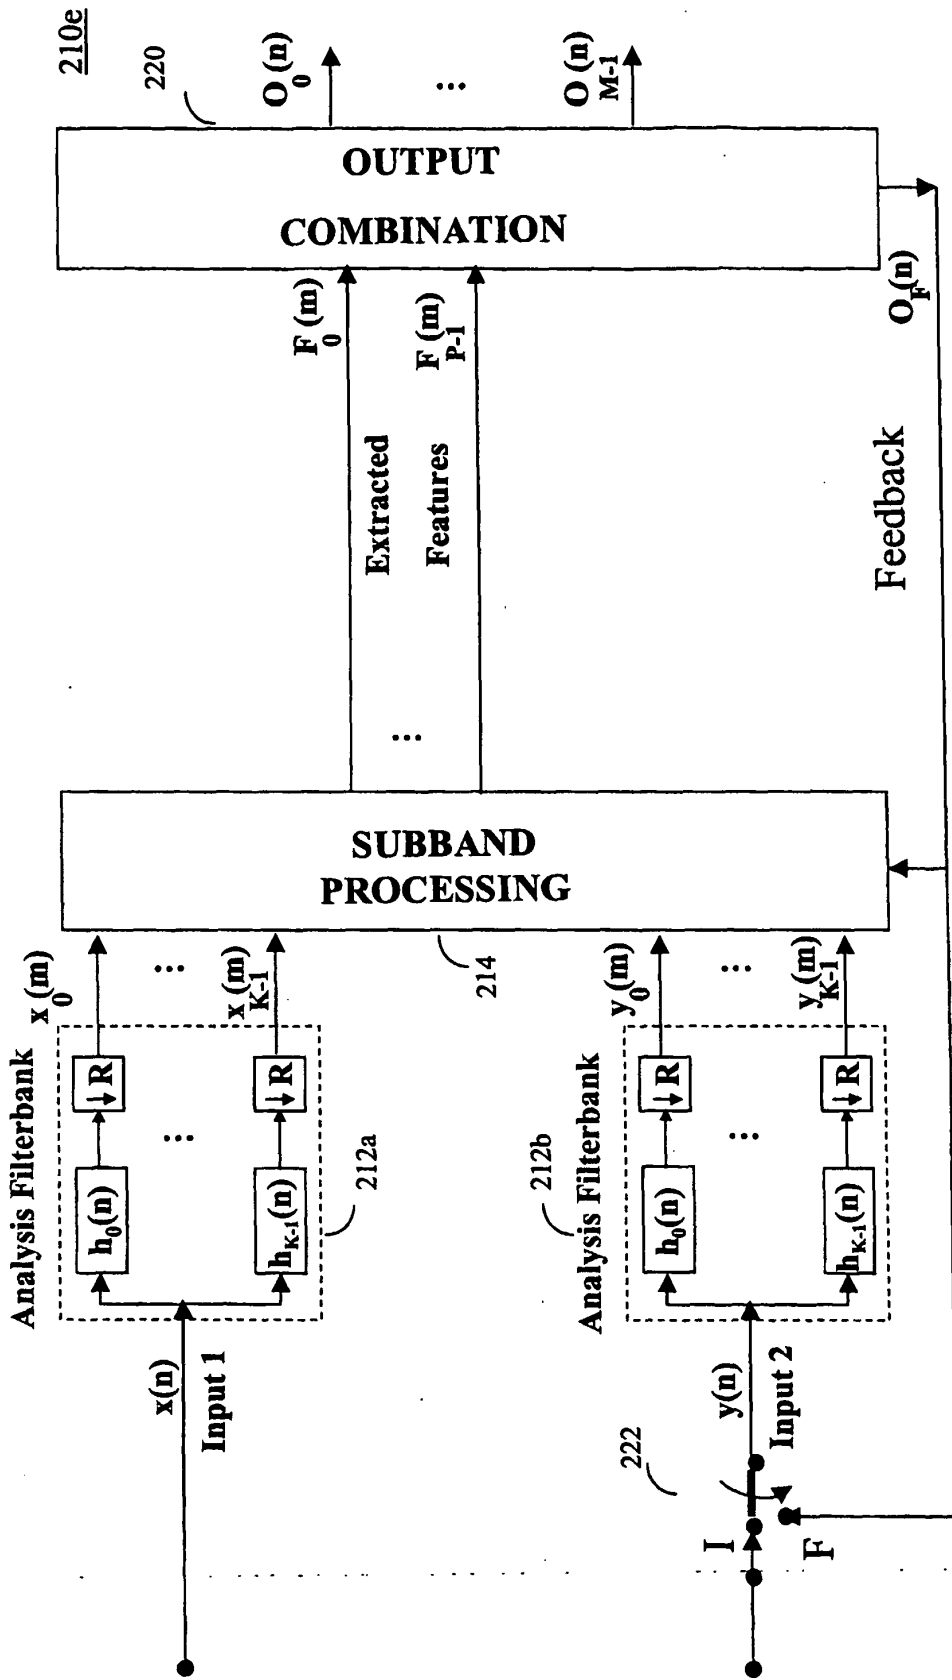 210e
220
O0(n)
...
OM-1(n)
OUTPUT
COMBINATION
F0(m)
FP-1(m)
Extracted
Features
...
OF(n)
Feedback
SUBBAND
PROCESSING
214
x0(m)
...
xK-1(m)
y0(m)
...
yK-1(m)
Analysis Filterbank
h0(n)
↓R
...
hK-1(n)
↓R
212a
Analysis Filterbank
h0(n)
↓R
...
hK-1(n)
↓R
212b
x(n)
Input 1
y(n)
Input 2
222
I
F